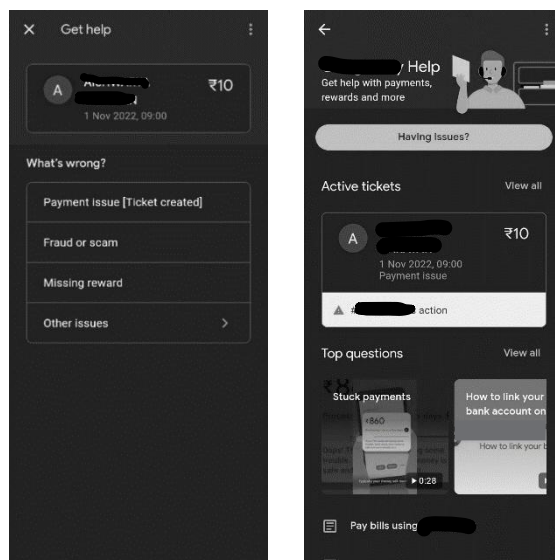 Get help
A
₹10
1 Nov 2022, 09:00
What's wrong?
Payment issue [Ticket created]
Fraud or scam
Missing reward
Other issues
Help
Get help with payments,
rewards and more
Having Issues?
Active tickets
View all
A
₹10
1 Nov 2022, 09:00
Payment issue
action
Top questions
View all
Stuck payments
₹860
0:28
How to link your
bank account on
How to link your b
Pay bills using